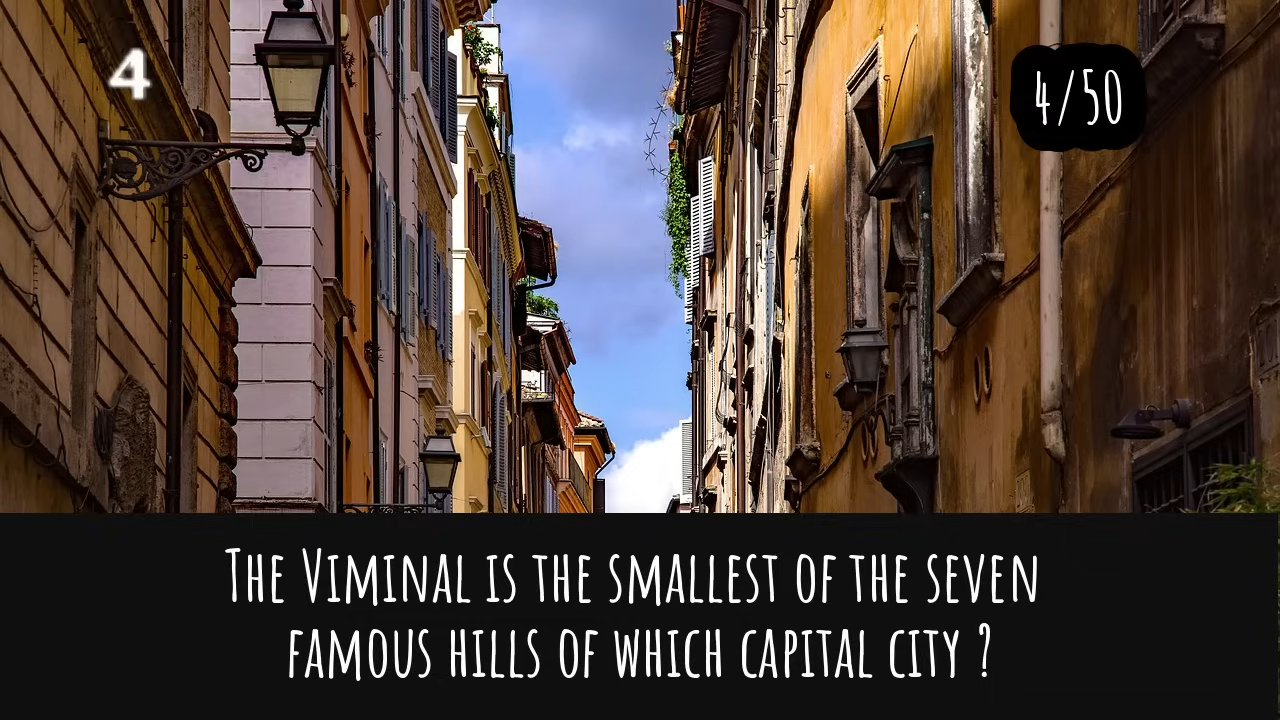 4
4/50
The Viminal is the smallest of the seven
famous hills of which capital city ?